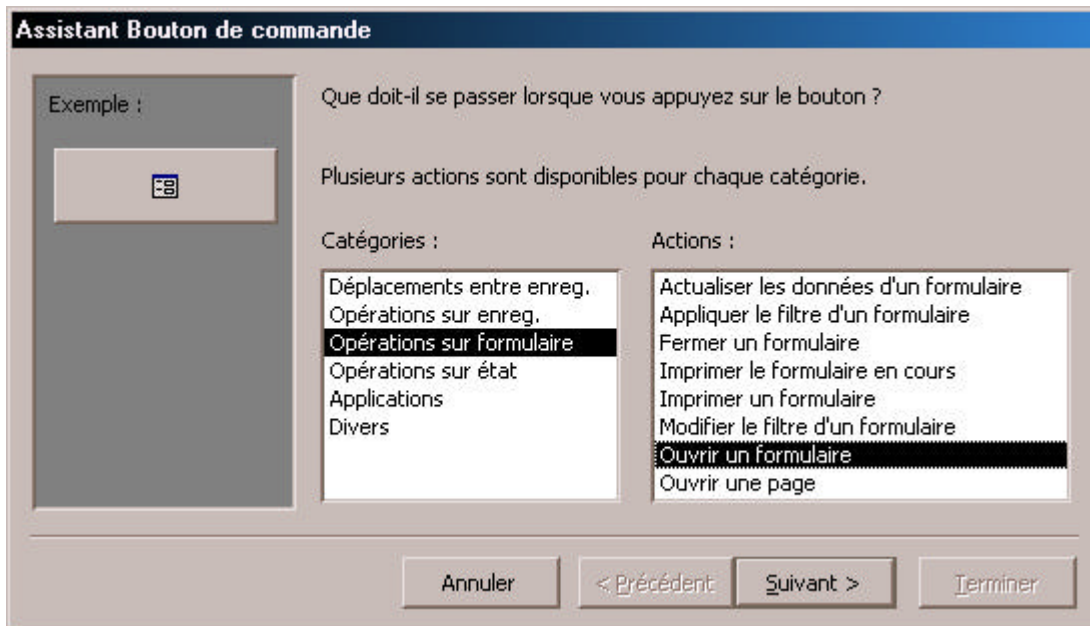 Assistant Bouton de commande
Exemple :
Que doit-il se passer lorsque vous appuyez sur le bouton ?
Plusieurs actions sont disponibles pour chaque catégorie.
Catégories :
Déplacements entre enreg.
Opérations sur enreg.
Opérations sur formulaire
Opérations sur état
Applications
Divers
Actions :
Actualiser les données d'un formulaire
Appliquer le filtre d'un formulaire
Fermer un formulaire
Imprimer le formulaire en cours
Imprimer un formulaire
Modifier le filtre d'un formulaire
Ouvrir un formulaire
Ouvrir une page
Annuler
< Précédent
Suivant >
Terminer